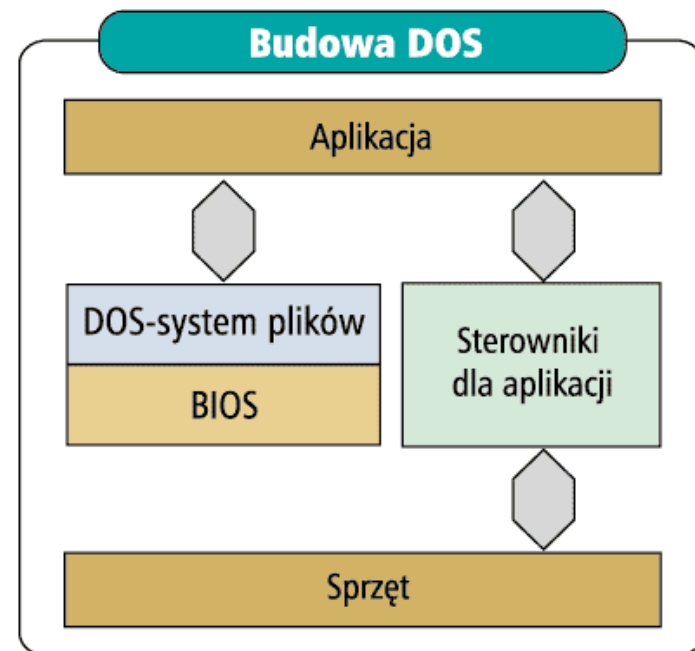 Budowa DOS
Aplikacja
DOS-system plików
BIOS
Sterowniki
dla aplikacji
Sprzęt